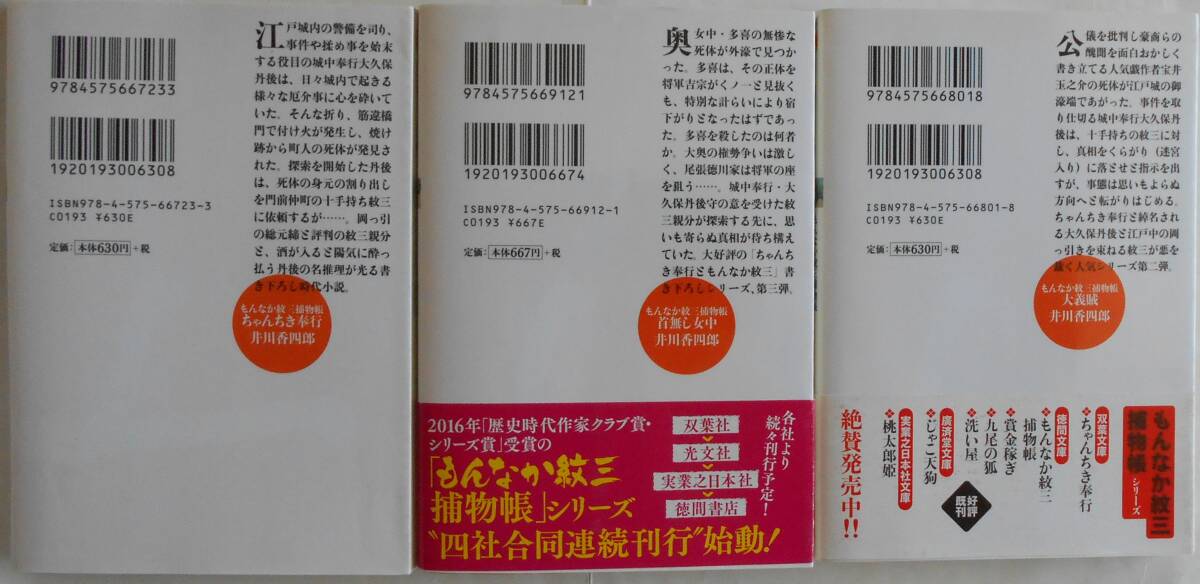 9784575667233
1920193006308
ISBN978-4-575-66723-3
C0193 ¥630E
定価:本体630円+税
江戸城内の警備を司り、
事件や揉め事を始末
する役目の城中奉行大久保
丹後は、日々城内で起きる
様々な厄介事に心を砕いて
いた。そんな折り、筋違橋
門で付け火が発生し、焼け
跡から町人の死体が発見さ
れた。探索を開始した丹後
は、死体の身元の割り出し
を門前仲町の十手持ち紋三
に依頼するが……。岡っ引
の総元締と評判の紋三親分
と、酒が入ると陽気に酔っ
払う丹後の名推理が光る書
き下ろし時代小説。
もんなか紋三捕物帳
ちゃんちき奉行
井川香四郎
9784575669121
1920193006674
ISBN978-4-575-66912-1
C0193 ¥667E
定価:本体667円+税
奥女中・多喜の無惨な
死体が外濠で見つか
った。多喜は、その正体を
将軍吉宗がくノ一と見抜く
も、特別な計らいにより宿
下がりとなったはずであっ
た。多喜を殺したのは何者
か。大奥の権勢争いは激し
く、尾張徳川家は将軍の座
を狙う……。城中奉行・大
久保丹後守の意を受けた紋
三親分が探索する先に、思
いも寄らぬ真相が待ち構え
ていた。大好評の「ちゃんち
き奉行ともんなか紋三」書
き下ろしシリーズ、第三弾。
もんなか紋三捕物帳
首無し女中
井川香四郎
2016年「歴史時代作家クラブ賞・
シリーズ賞」受賞の
「もんなか紋三
捕物帳」シリーズ
"四社合同連続刊行"始動!
各社より
続々刊行予定!
双葉社
光文社
実業之日本社
徳間書店
9784575668018
1920193006308
ISBN978-4-575-66801-8
C0193 ¥630E
定価:本体630円+税
公儀を批判し豪商らの
醜聞を面白おかしく
書き立てる人気戯作者宝井
玉之介の死体が江戸城の御
濠端であがった。事件を取
り仕切る城中奉行大久保丹
後は、十手持ちの紋三に対
し、真相をくらがり(迷宮
入り)に落とせと指示を出
すが、事態は思いもよらぬ
方向へと転がりはじめる。
ちゃんちき奉行と綽名され
る大久保丹後と江戸中の岡
っ引きを束ねる紋三が悪を
裁く人気シリーズ第二弾。
もんなか紋三捕物帳
大義賊
井川香四郎
もんなか紋三
捕物帳
シリーズ
双葉文庫
ちゃんちき奉行
徳間文庫
もんなか紋三
捕物帳
賞金稼ぎ
九尾の狐
洗い屋
廣済堂文庫
じゃこ天狗
実業之日本社文庫
桃太郎姫
好評
既刊
絶賛発売中!!